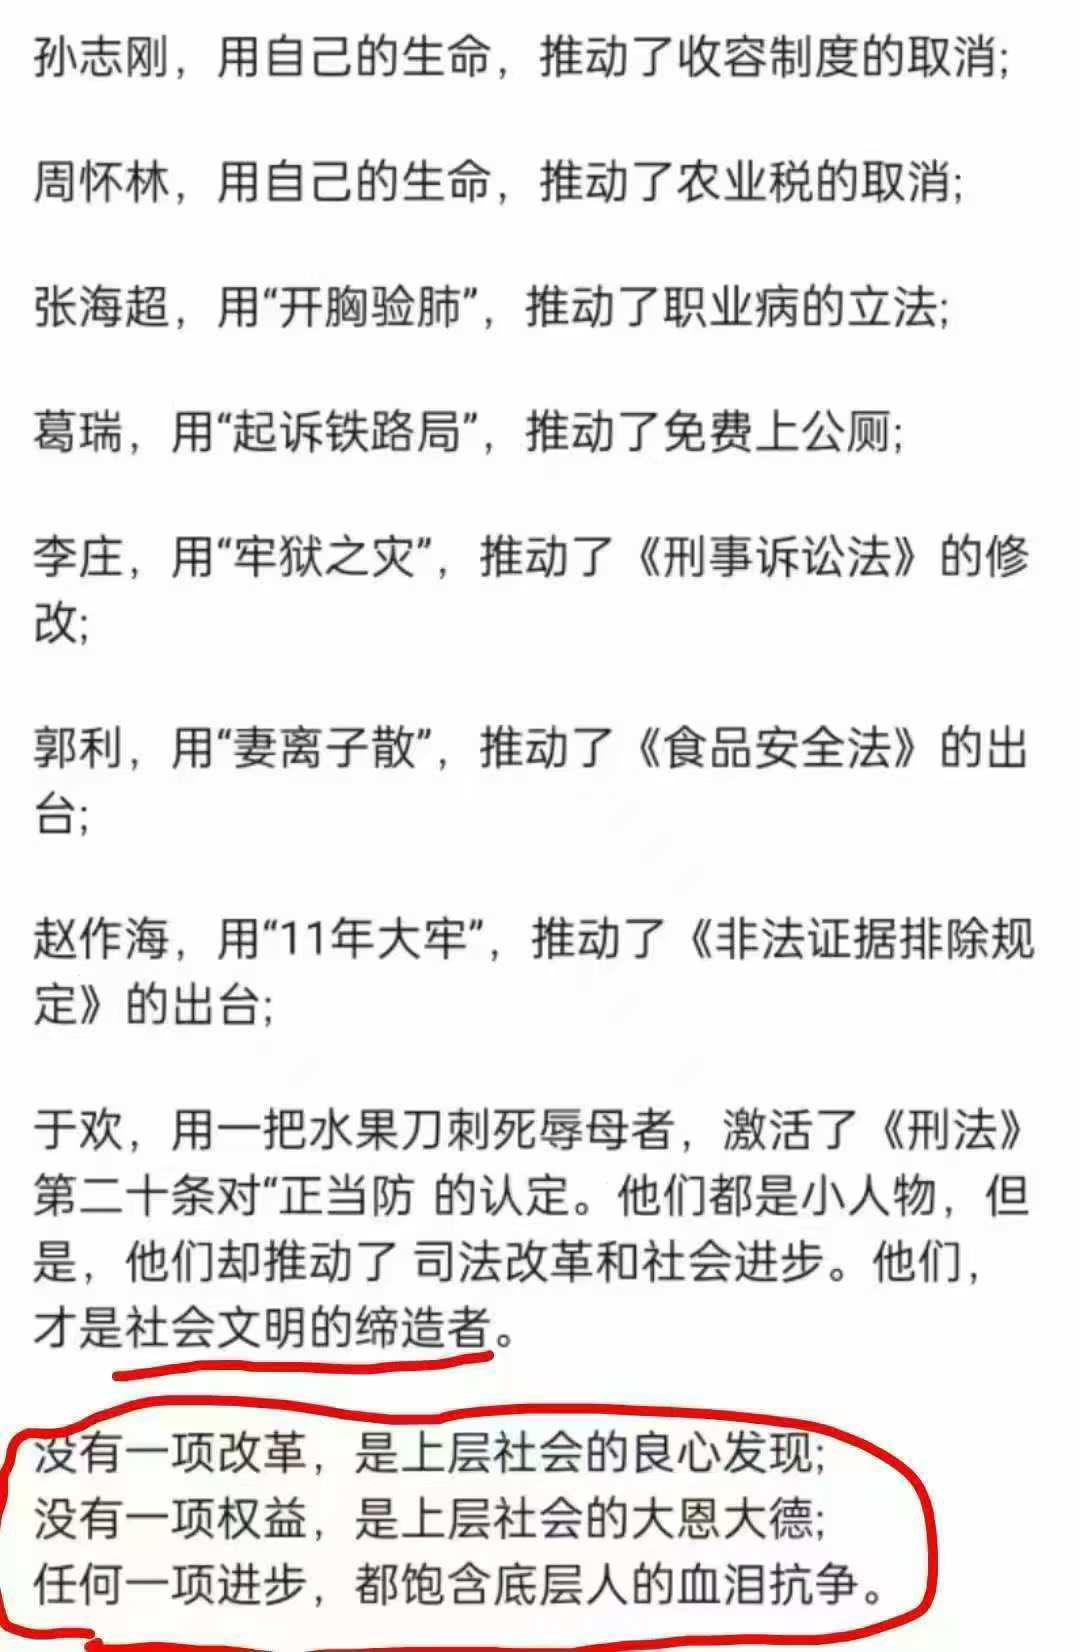 孙志刚，用自己的生命，推动了收容制度的取消;
周怀林，用自己的生命，推动了农业税的取消;
张海超，用“开胸验肺”，推动了职业病的立法;
葛瑞，用“起诉铁路局”，推动了免费上公厕;
李庄，用“牢狱之灾”，推动了《刑事诉讼法》的修
改;
郭利，用“妻离子散”，推动了《食品安全法》的出
台;
赵作海，用“11年大牢”，推动了《非法证据排除规
定》的出台;
于欢，用一把水果刀刺死辱母者，激活了《刑法》
第二十条对“正当防 的认定。他们都是小人物，但
是，他们却推动了 司法改革和社会进步。他们，
才是社会文明的缔造者。
没有一项改革，是上层社会的良心发现;
没有一项权益，是上层社会的大恩大德;
任何一项进步，都饱含底层人的血泪抗争。